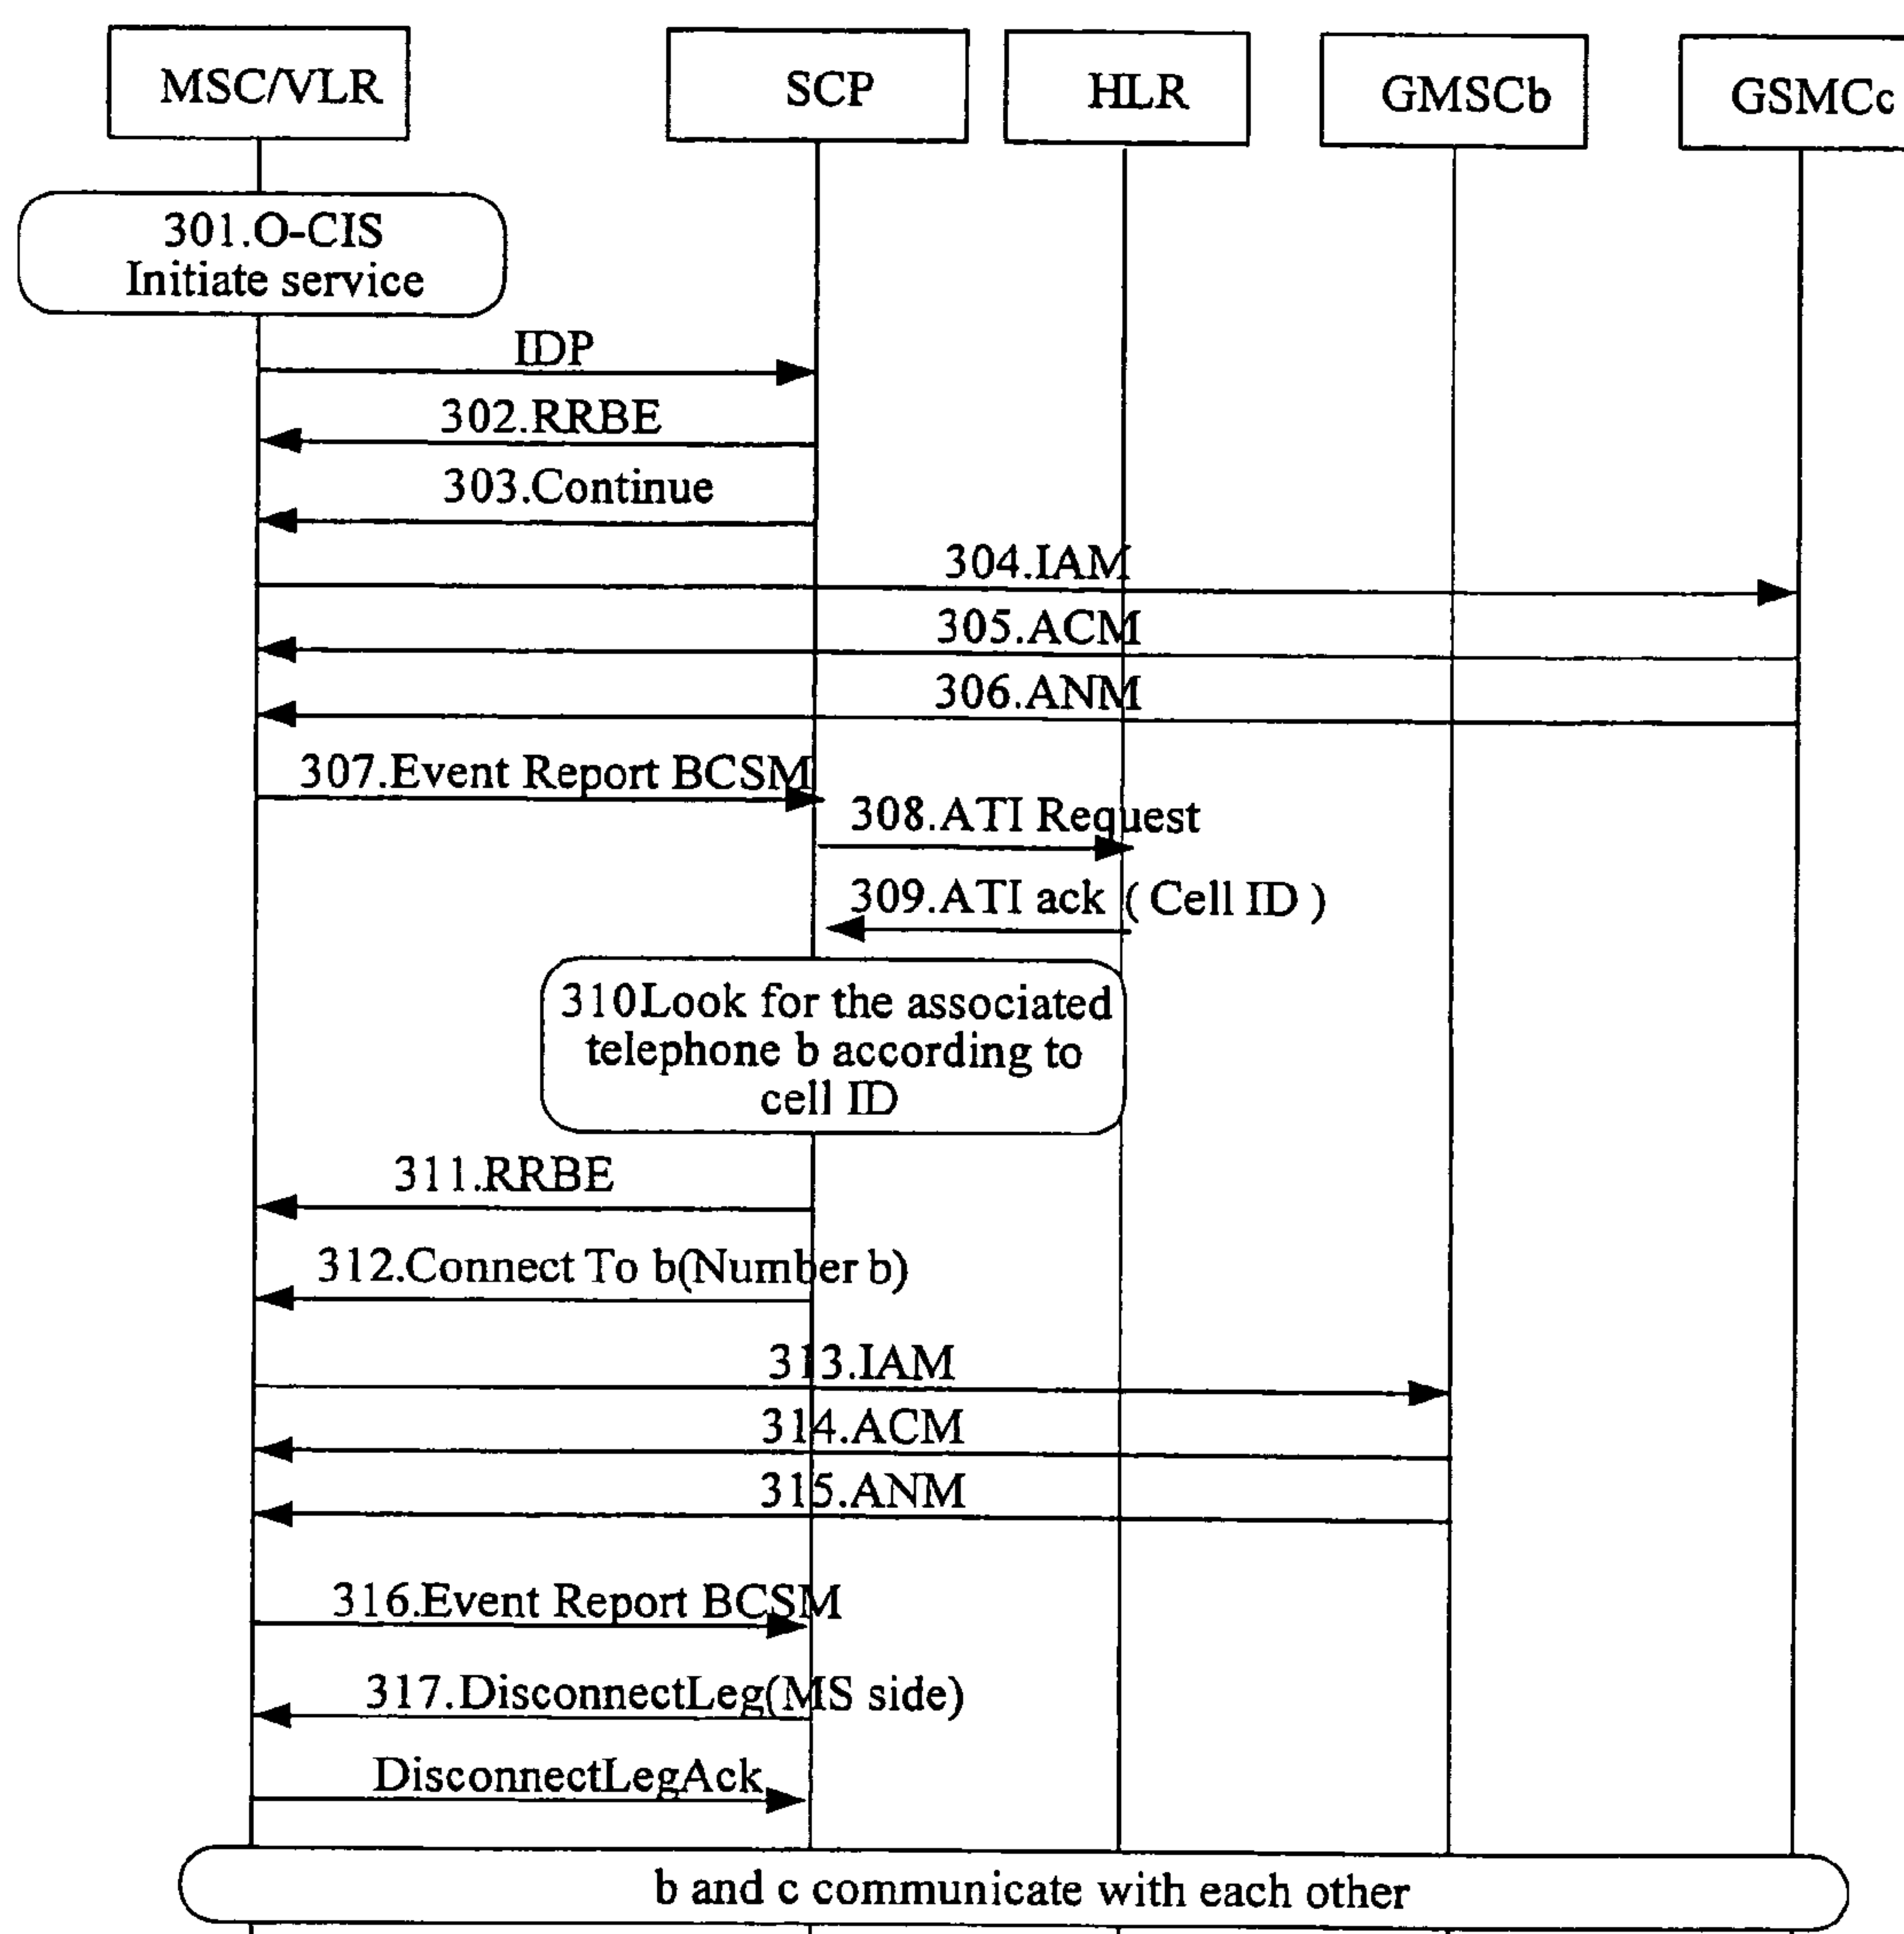 MSC/VLR
SCP
HLR
GMSCb
GSMCc
301.O-CIS
Initiate service
IDP
302.RRBE
303.Continue
304.IAM
305.ACM
306.ANM
307.Event Report BCSM
308.ATI Request
309.ATI ack ( Cell ID )
310Look for the associated
telephone b according to
cell ID
311.RRBE
312.Connect To b(Number b)
313.IAM
314.ACM
315.ANM
316.Event Report BCSM
317.DisconnectLeg(MS side)
DisconnectLegAck
b and c communicate with each other